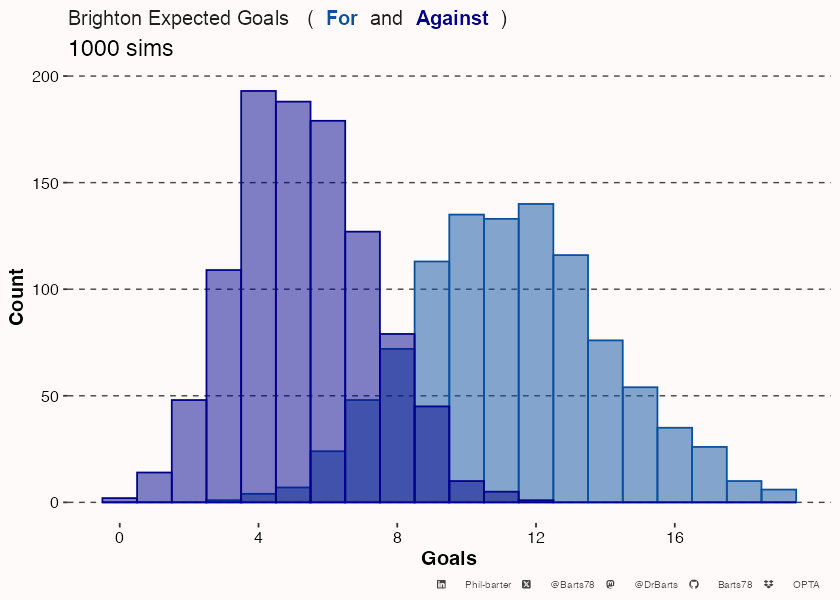 Brighton Expected Goals ( For and Against )
1000 sims
200
150
100
50
0
Count
0 4 8 12 16
Goals
Phil-barter @Barts78 @DrBarts Barts78 OPTA